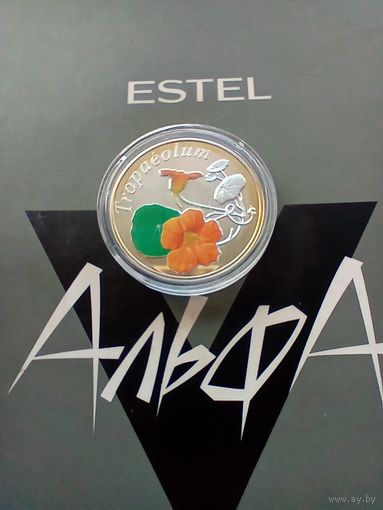 ESTEL
Tropaeolum
АльфА
www.ay.by